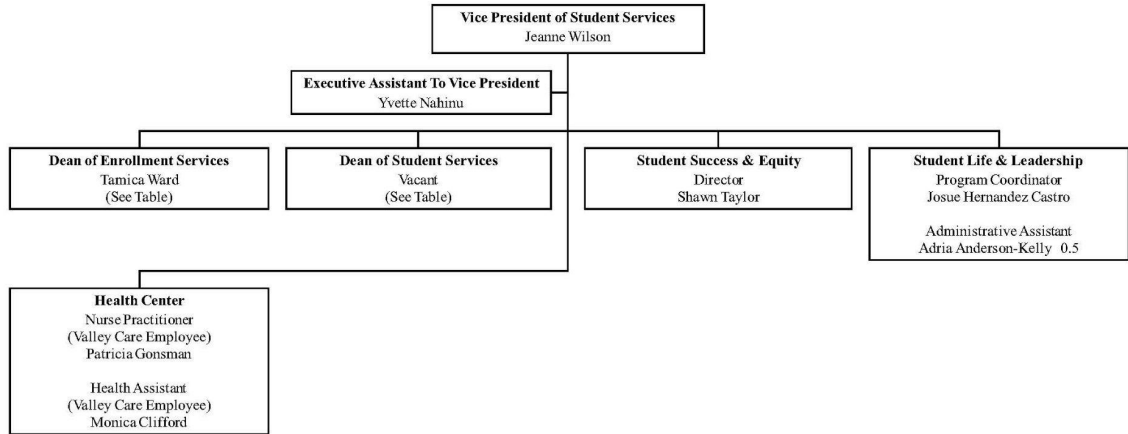 Vice President of Student Services
Jeanne Wilson
Executive Assistant To Vice President
Yvette Nahinu
Dean of Enrollment Services
Tamica Ward
(See Table)
Dean of Student Services
Vacant
(See Table)
Student Success & Equity
Director
Shawn Taylor
Student Life & Leadership
Program Coordinator
Josue Hernandez Castro
Administrative Assistant
Adria Anderson-Kelly 0.5
Health Center
Nurse Practitioner
(Valley Care Employee)
Patricia Gonsman
Health Assistant
(Valley Care Employee)
Monica Clifford